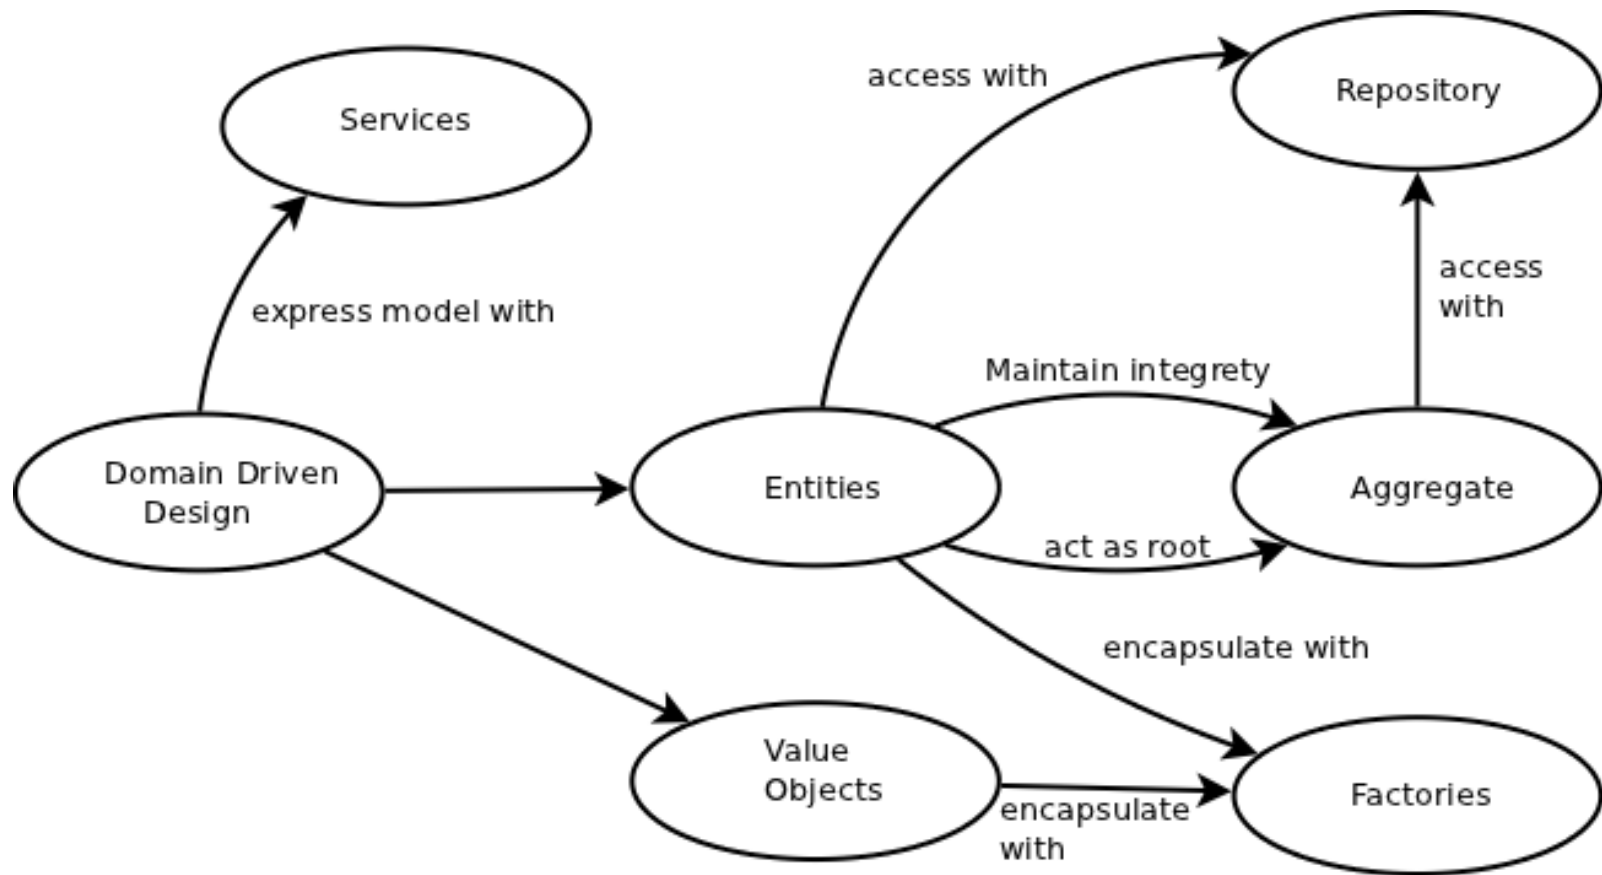 access with
Repository
Services
access
with
express model with
Maintain integrety
Domain Driven
Design
Entities
Aggregate
act as root
encapsulate with
Value
Objects
encapsulate
with
Factories